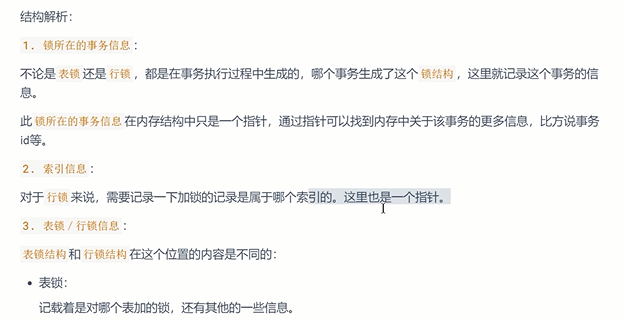 结构解析：
1. 锁所在的事务信息：
不论是表锁还是行锁，都是在事务执行过程中生成的，哪个事务生成了这个锁结构，这里就记录这个事务的信
息。
此锁所在的事务信息在内存结构中只是一个指针，通过指针可以找到内存中关于该事务的更多信息，比方说事务
id等。
2. 索引信息：
对于行锁来说，需要记录一下加锁的记录是属于哪个索引的。这里也是一个指针。
3. 表锁／行锁信息：
表锁结构和行锁结构在这个位置的内容是不同的：
• 表锁：
记载着是对哪个表加的锁，还有其他的一些信息。